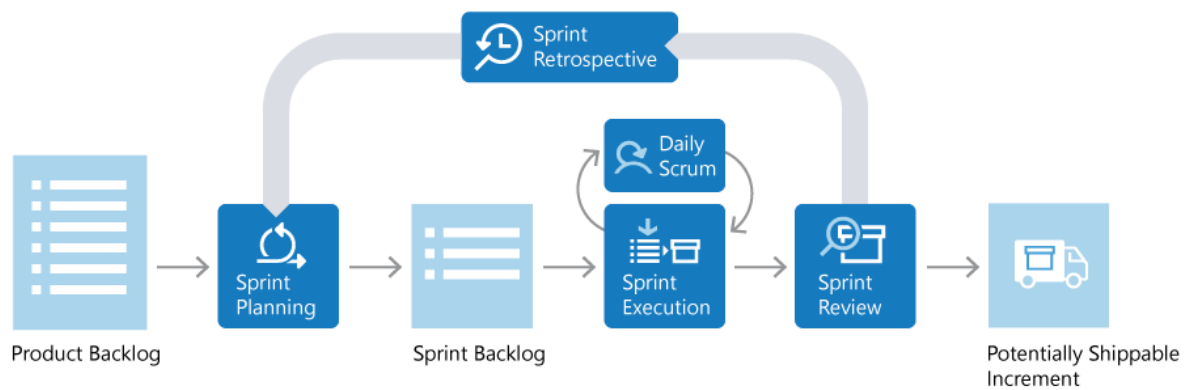 Sprint
Retrospective
Daily
Scrum
Sprint
Planning
Sprint
Execution
Sprint
Review
Product Backlog
Sprint Backlog
Potentially Shippable
Increment